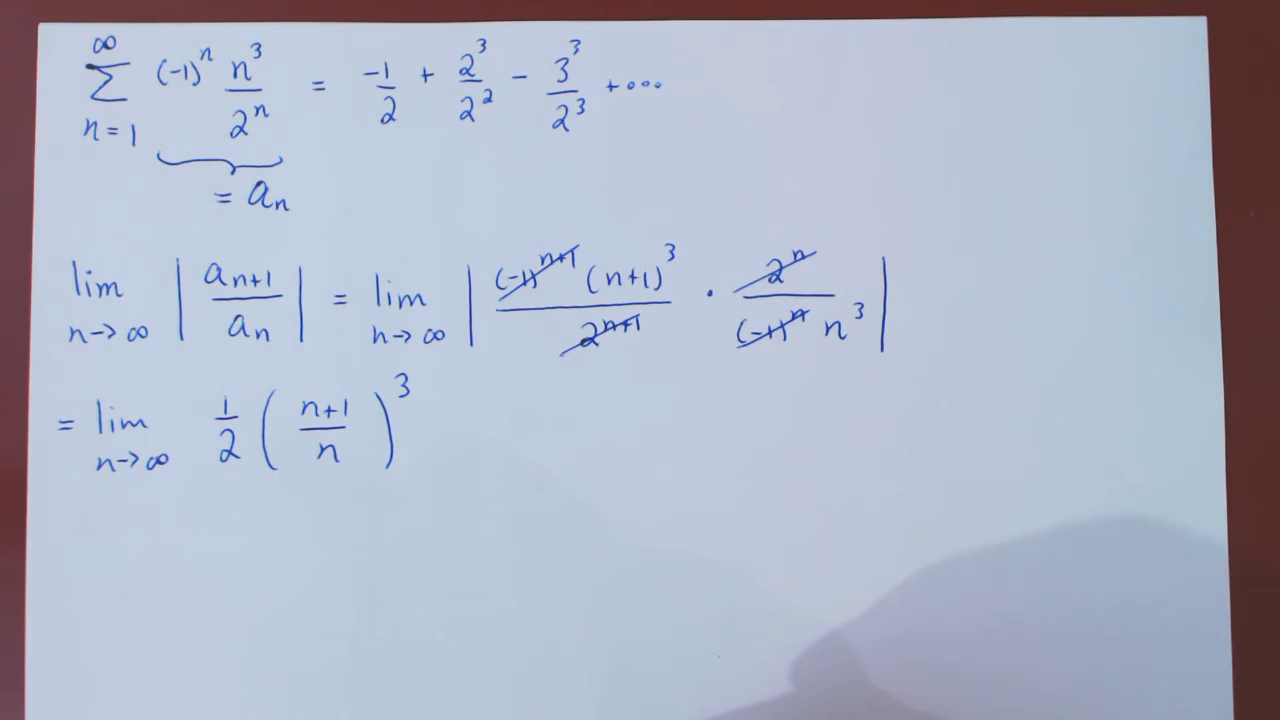 ∞∑n=1 (-1)^n n^3/2^n = -1/2 + 2^3/2^2 - 3^3/2^3 + ...
= a_n
lim n→∞ |a_{n+1}/a_n| = lim n→∞ |(-1)^{n+1} (n+1)^3/2^{n+1} · 2^n/(-1)^n n^3|
= lim n→∞ 1/2 (n+1/n)^3